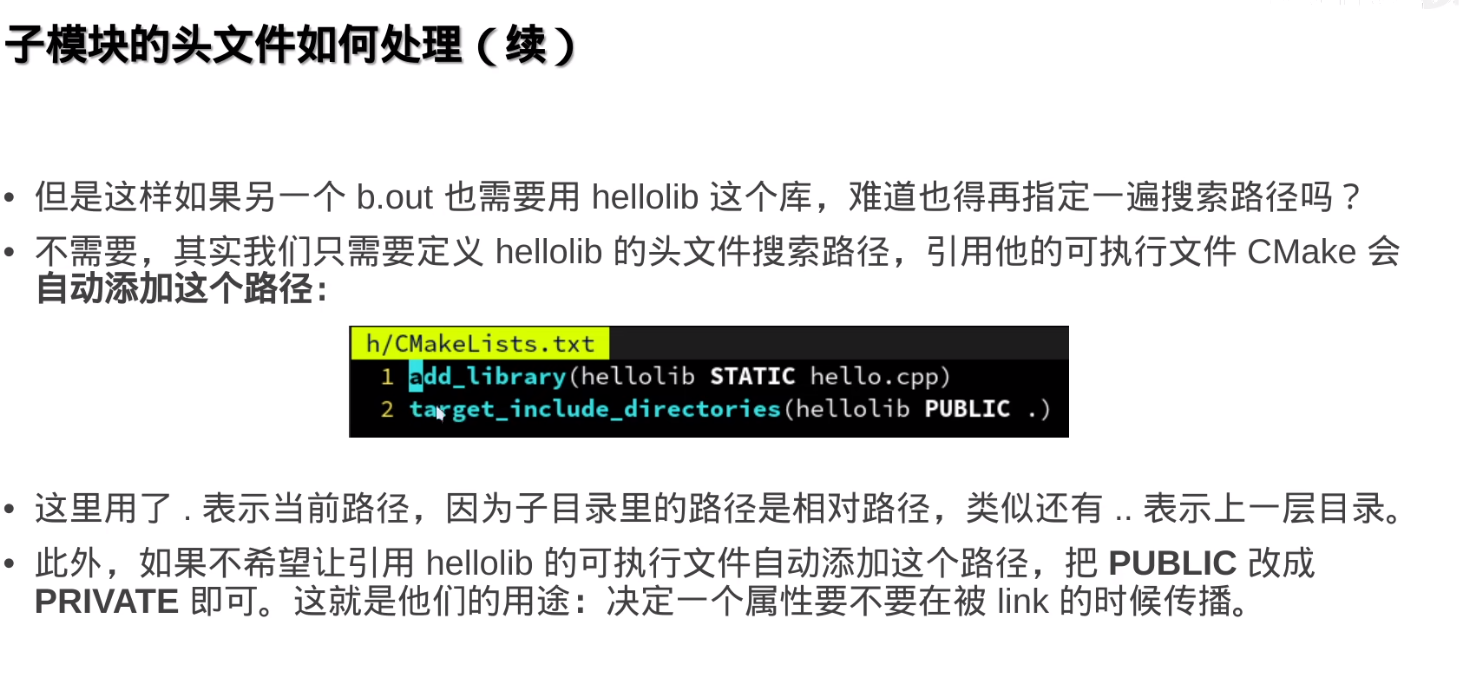 子模块的头文件如何处理（续）
• 但是这样如果另一个 b.out 也需要用 hellolib 这个库，难道也得再指定一遍搜索路径吗？
• 不需要，其实我们只需要定义 hellolib 的头文件搜索路径，引用他的可执行文件 CMake 会
自动添加这个路径：
h/CMakeLists.txt
1 add_library(hellolib STATIC hello.cpp)
2 target_include_directories(hellolib PUBLIC .)
• 这里用了 . 表示当前路径，因为子目录里的路径是相对路径，类似还有 .. 表示上一层目录。
• 此外，如果不希望让引用 hellolib 的可执行文件自动添加这个路径，把 PUBLIC 改成
PRIVATE 即可。这就是他们的用途：决定一个属性要不要在被 link 的时候传播。